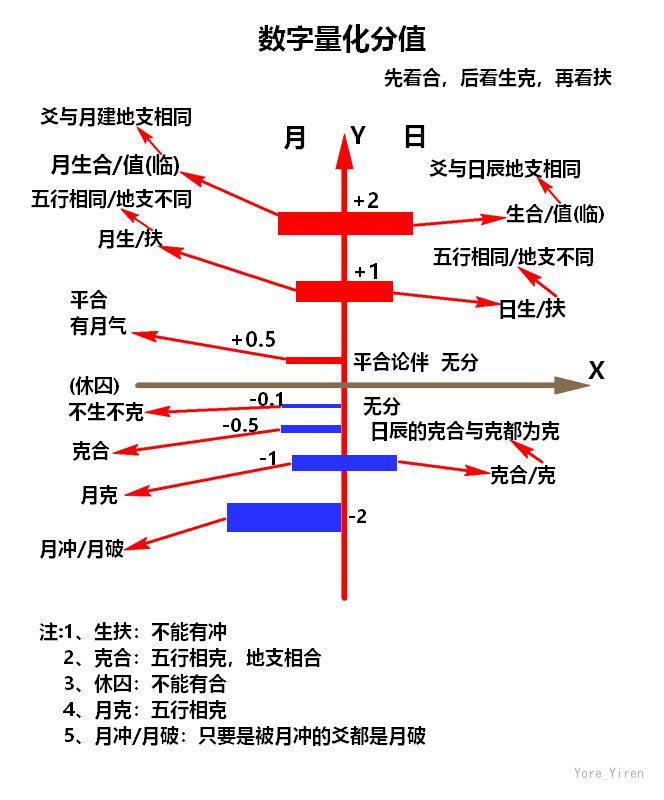 数字量化分值
先看合，后看生克，再看扶
爻与月建地支相同
月 Y 日
月生合/值(临)
爻与日辰地支相同
+2
五行相同/地支不同
生合/值(临)
月生/扶
五行相同/地支不同
+1
平合
日生/扶
有月气
+0.5
平合论伴 无分
X
(休囚)
-0.1
不生不克
无分
-0.5
日辰的克合与克都为克
克合
-1
克合/克
月克
-2
月冲/月破
注:1、生扶：不能有冲
2、克合：五行相克，地支相合
3、休囚：不能有合
4、月克：五行相克
5、月冲/月破：只要是被月冲的爻都是月破
Yore_Yiren